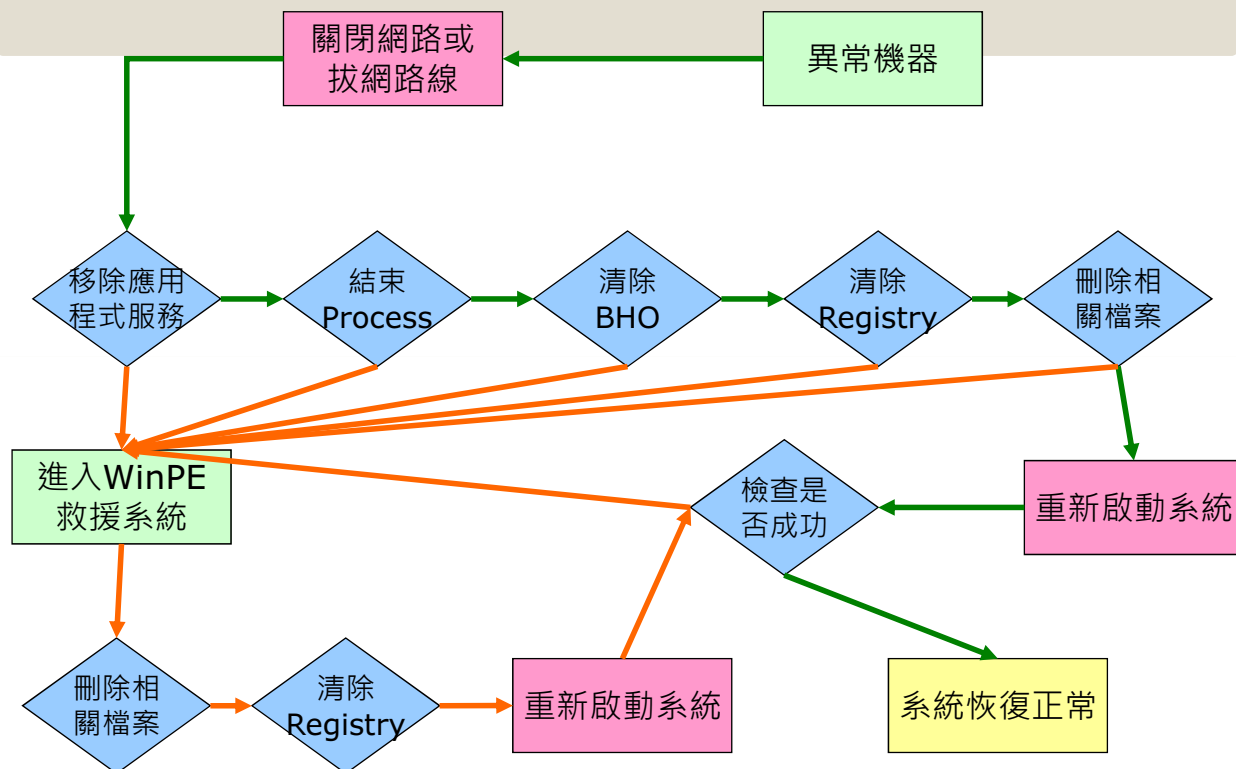 關閉網路或
拔網路線
異常機器
移除應用
程式服務
結束
Process
清除
BHO
清除
Registry
刪除相
關檔案
進入WinPE
救援系統
檢查是
否成功
重新啟動系統
刪除相
關檔案
清除
Registry
重新啟動系統
系統恢復正常